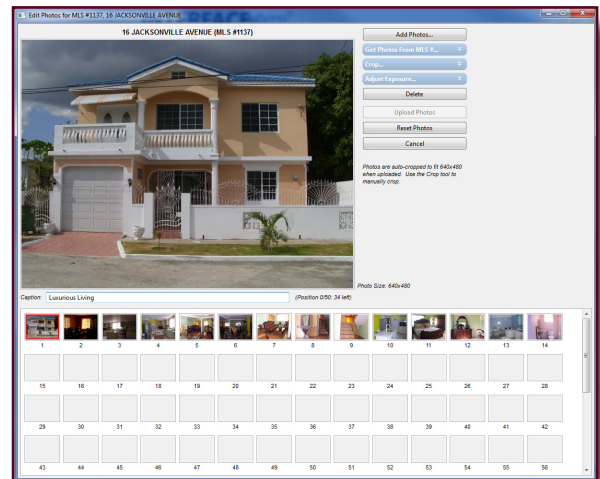 Edit Photos for MLS #1137, 16 JACKSONVILLE AVENUE
16 JACKSONVILLE AVENUE (MLS #1137)
Add Photos...
Get Photos From MLS #...
Crop...
Adjust Exposure...
Delete
Upload Photos
Reset Photos
Cancel
Photos are auto-cropped to fit 640x480
when uploaded. Use the Crop tool to
manually crop.
Photo Size: 640x480
Caption: Luxurious Living (Position 0/50: 34 left)
1 2 3 4 5 6 7 8 9 10 11 12 13 14
15 16 17 18 19 20 21 22 23 24 25 26 27 28
29 30 31 32 33 34 35 36 37 38 39 40 41 42
43 44 45 46 47 48 49 50 51 52 53 54 55 56